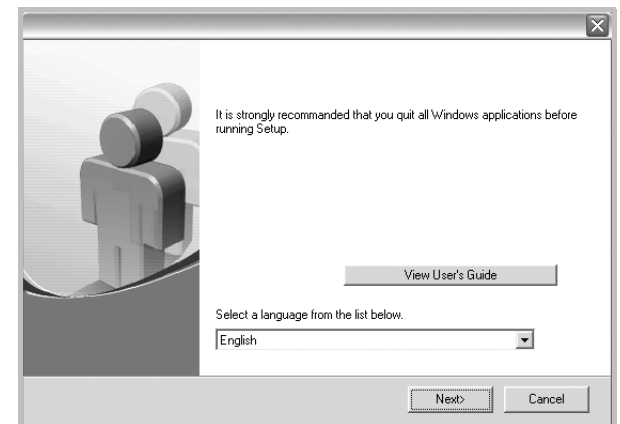 It is strongly recommanded that you quit all Windows applications before
running Setup.
View User's Guide
Select a language from the list below.
English
Next>
Cancel